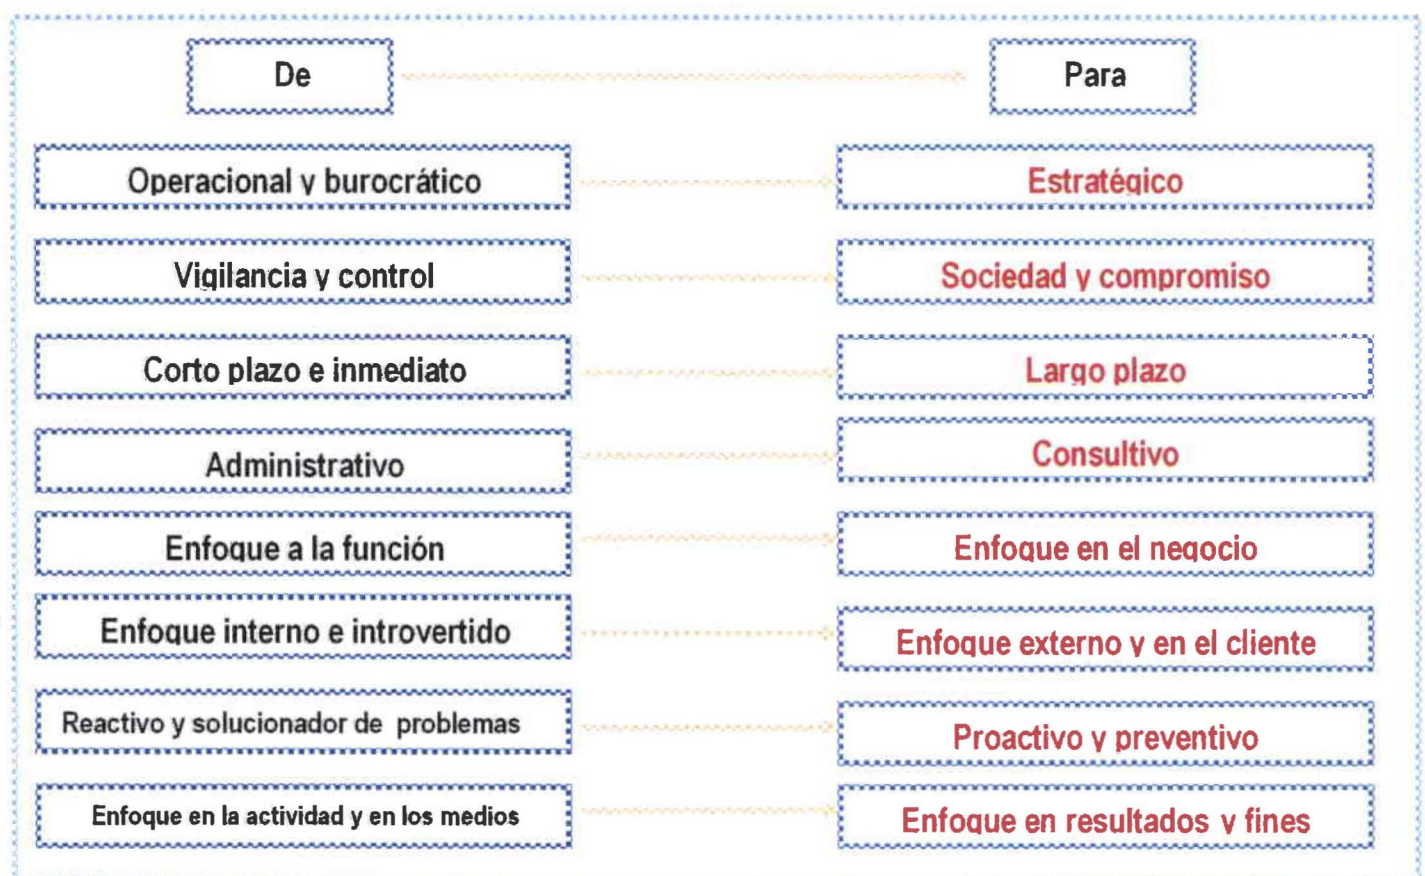 De
Para
Operacional y burocrático
Estratégico
Vigilancia y control
Sociedad y compromiso
Corto plazo e inmediato
Largo plazo
Administrativo
Consultivo
Enfoque a la función
Enfoque en el negocio
Enfoque interno e introvertido
Enfoque externo y en el cliente
Reactivo y solucionador de problemas
Proactivo y preventivo
Enfoque en la actividad y en los medios
Enfoque en resultados y fines